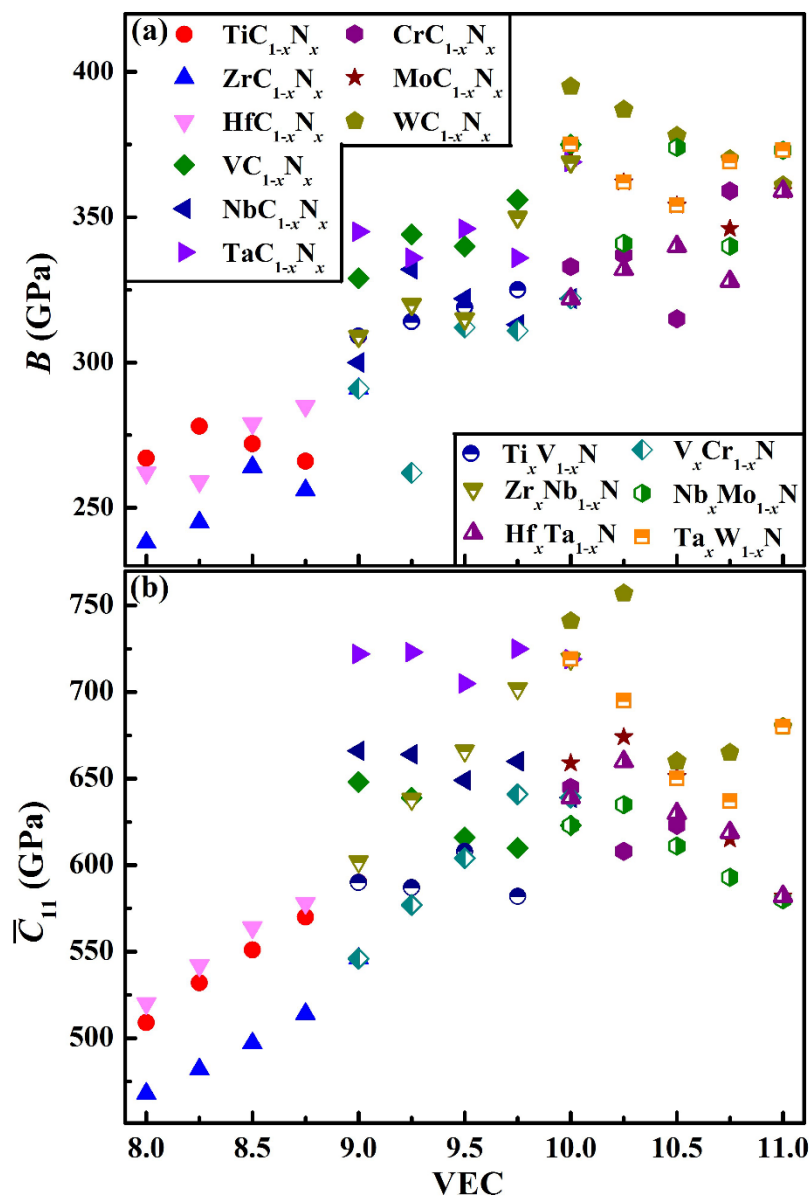 (a)
TiC1-xNx CrC1-xNx
ZrC1-xNx MoC1-xNx
HfC1-xNx WC1-xNx
VC1-xNx
NbC1-xNx
TaC1-xNx
400
350
300
250
B (GPa)
TixV1-xN VxCr1-xN
ZrxNb1-xN NbxMo1-xN
HfxTa1-xN TaxW1-xN
(b)
750
700
650
600
550
500
C̅11 (GPa)
8.0 8.5 9.0 9.5 10.0 10.5 11.0
VEC